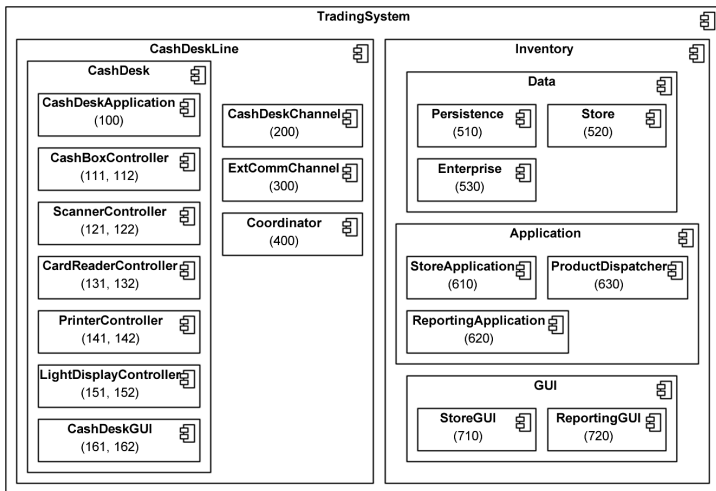 TradingSystem
CashDeskLine
CashDesk
CashDeskApplication
(100)
CashBoxController
(111, 112)
ScannerController
(121, 122)
CardReaderController
(131, 132)
PrinterController
(141, 142)
LightDisplayController
(151, 152)
CashDeskGUI
(161, 162)
CashDeskChannel
(200)
ExtCommChannel
(300)
Coordinator
(400)
Inventory
Data
Persistence
(510)
Store
(520)
Enterprise
(530)
Application
StoreApplication
(610)
ProductDispatcher
(630)
ReportingApplication
(620)
GUI
StoreGUI
(710)
ReportingGUI
(720)